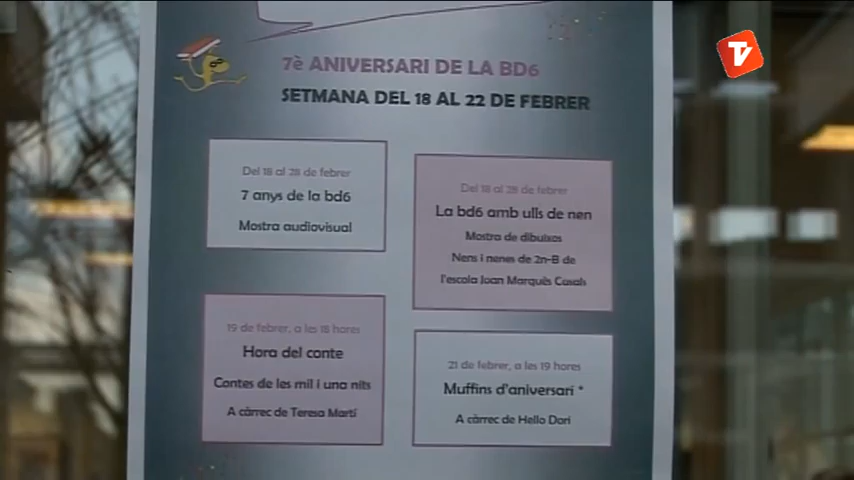 TV
7è ANIVERSARI DE LA BD6
SETMANA DEL 18 AL 22 DE FEBRER
Del 18 al 28 de febrer
7 anys de la bd6
Mostra audiovisual
Del 18 al 28 de febrer
La bd6 amb ulls de nen
Mostra de dibuixos
Nens i nenes de 2n-B de
l'escola Joan Marquès Casals
19 de febrer, a les 18 hores
Hora del conte
Contes de les mil i una nits
A càrrec de Teresa Martí
21 de febrer, a les 19 hores
Muffins d'aniversari *
A càrrec de Hello Dori